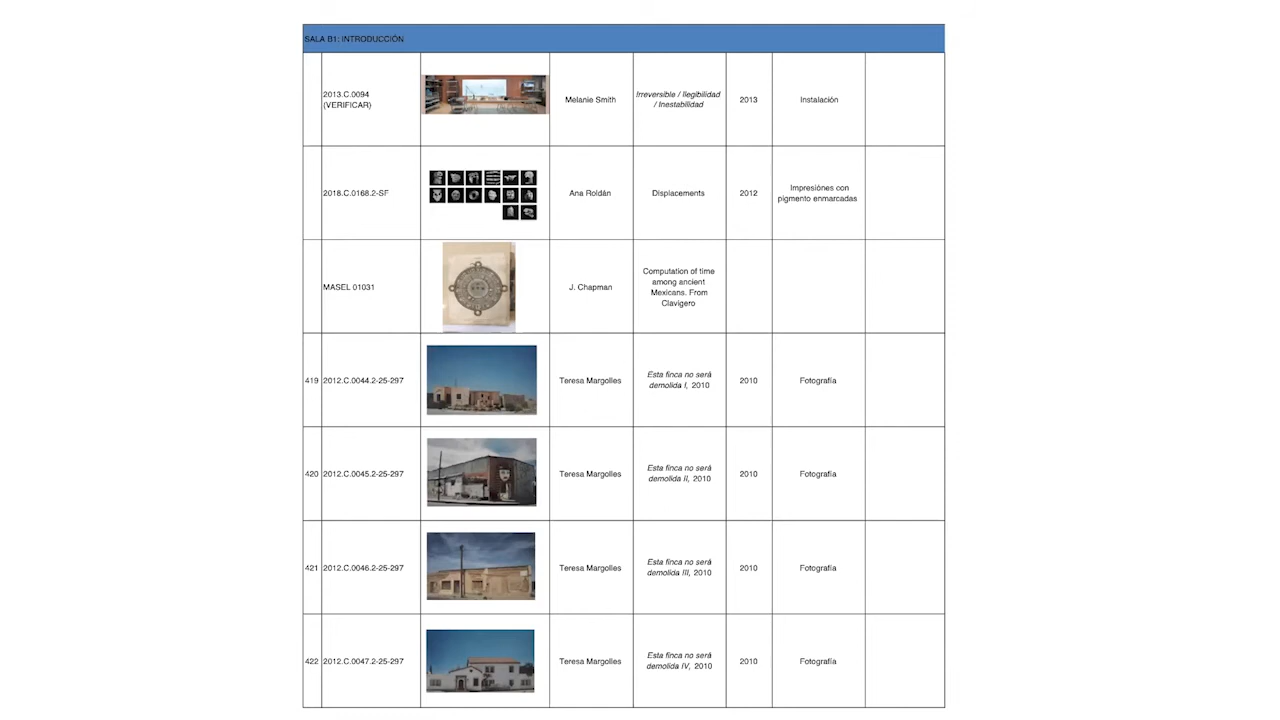 SALA B1: INTRODUCCIÓN
2013.C.0094
(VERIFICAR)
Melanie Smith
Irreversible / Ilegibilidad
/ Inestabilidad
2013
Instalación
2018.C.0168.2-SF
Ana Roldán
Displacements
2012
Impresiónes con
pigmento enmarcadas
MASEL 01031
J. Chapman
Computation of time
among ancient
Mexicans. From
Clavigero
419
2012.C.0044.2-25-297
Teresa Margolles
Esta finca no será
demolida I, 2010
2010
Fotografía
420
2012.C.0045.2-25-297
Teresa Margolles
Esta finca no será
demolida II, 2010
2010
Fotografía
421
2012.C.0046.2-25-297
Teresa Margolles
Esta finca no será
demolida III, 2010
2010
Fotografía
422
2012.C.0047.2-25-297
Teresa Margolles
Esta finca no será
demolida IV, 2010
2010
Fotografía